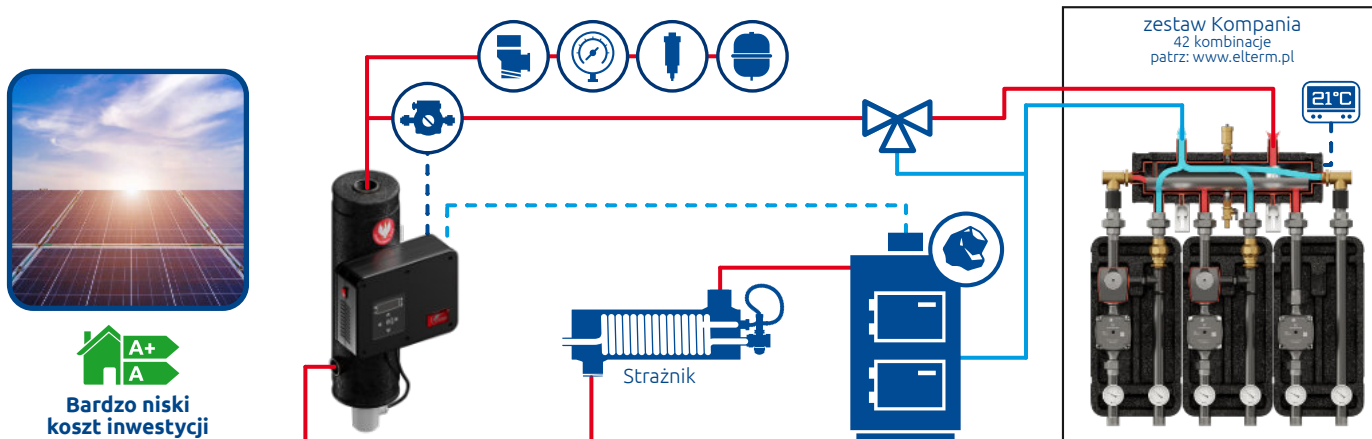 zestaw Kompania
42 kombinacje
patrz: www.elterm.pl
21°C
A+
A
Bardzo niski
koszt inwestycji
Strażnik